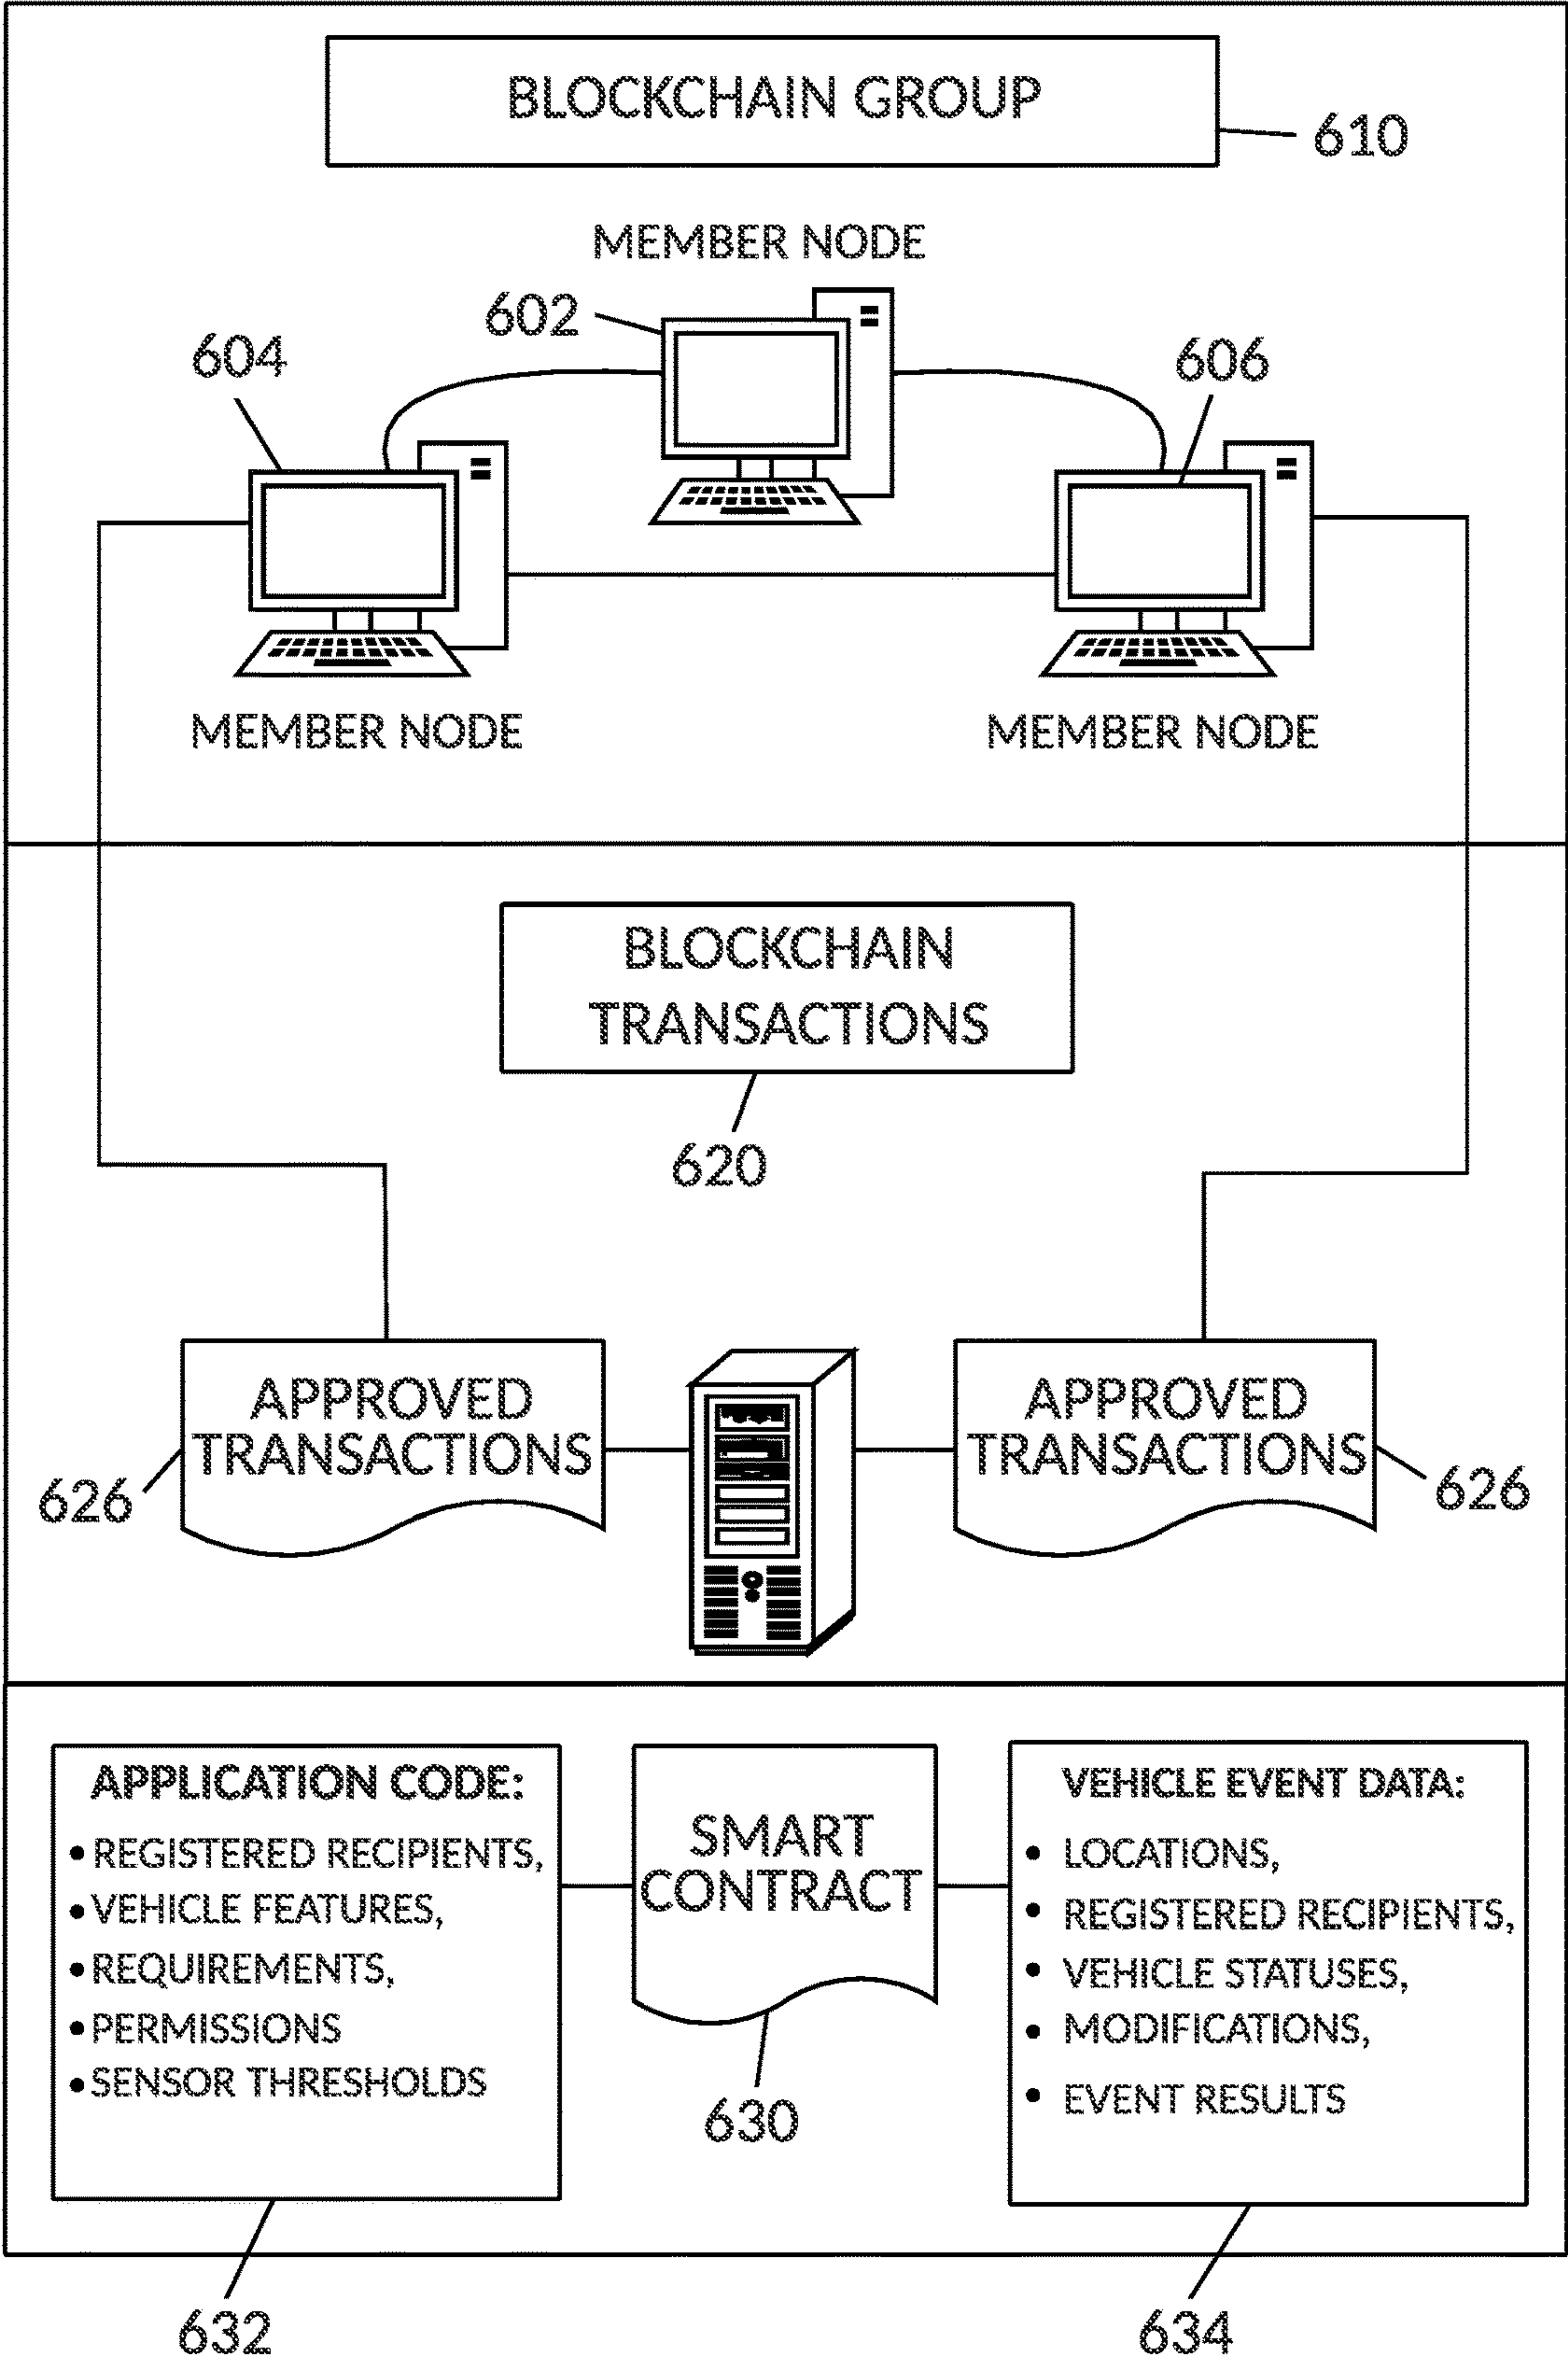 BLOCKCHAIN GROUP
610
MEMBER NODE
602
604
606
MEMBER NODE
MEMBER NODE
BLOCKCHAIN
TRANSACTIONS
620
APPROVED
TRANSACTIONS
626
APPROVED
TRANSACTIONS
626
APPLICATION CODE:
• REGISTERED RECIPIENTS,
• VEHICLE FEATURES,
• REQUIREMENTS,
• PERMISSIONS
• SENSOR THRESHOLDS
632
SMART
CONTRACT
630
VEHICLE EVENT DATA:
• LOCATIONS,
• REGISTERED RECIPIENTS,
• VEHICLE STATUSES,
• MODIFICATIONS,
• EVENT RESULTS
634